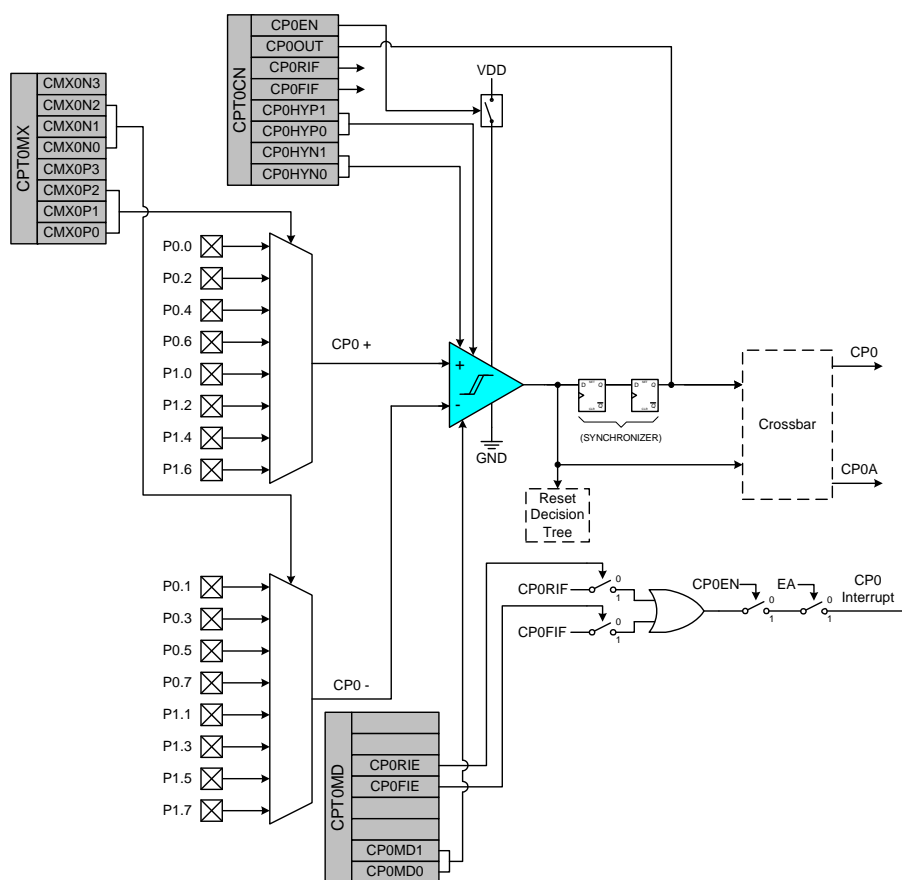 CPT0CN
CP0EN
CP0OUT
CP0RIF
CP0FIF
CP0HYP1
CP0HYP0
CP0HYN1
CP0HYN0
VDD
CPT0MX
CMX0N3
CMX0N2
CMX0N1
CMX0N0
CMX0P3
CMX0P2
CMX0P1
CMX0P0
P0.0
P0.2
P0.4
P0.6
P1.0
P1.2
P1.4
P1.6
CP0 +
+
-
GND
D Q
Q
D Q
Q
(SYNCHRONIZER)
Reset
Decision
Tree
Crossbar
CP0
CP0A
P0.1
P0.3
P0.5
P0.7
P1.1
P1.3
P1.5
P1.7
CP0 -
CP0RIF
0
1
CP0FIF
0
1
CP0EN
0
1
EA
0
1
CP0
Interrupt
CPT0MD
CP0RIE
CP0FIE
CP0MD1
CP0MD0